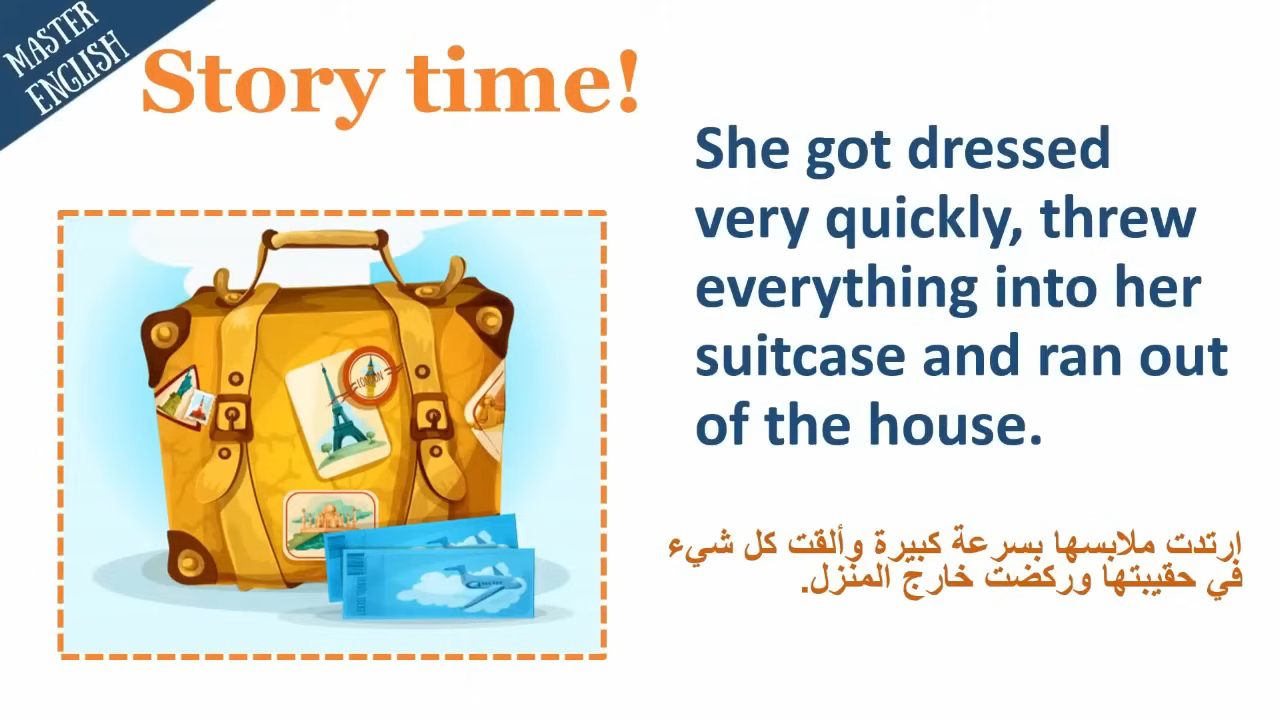 MASTER
ENGLISH
Story time!
She got dressed
very quickly, threw
everything into her
suitcase and ran out
of the house.
ارتدت ملابسها بسرعة كبيرة وألقت كل شيء
في حقيبتها وركضت خارج المنزل.
LONDON